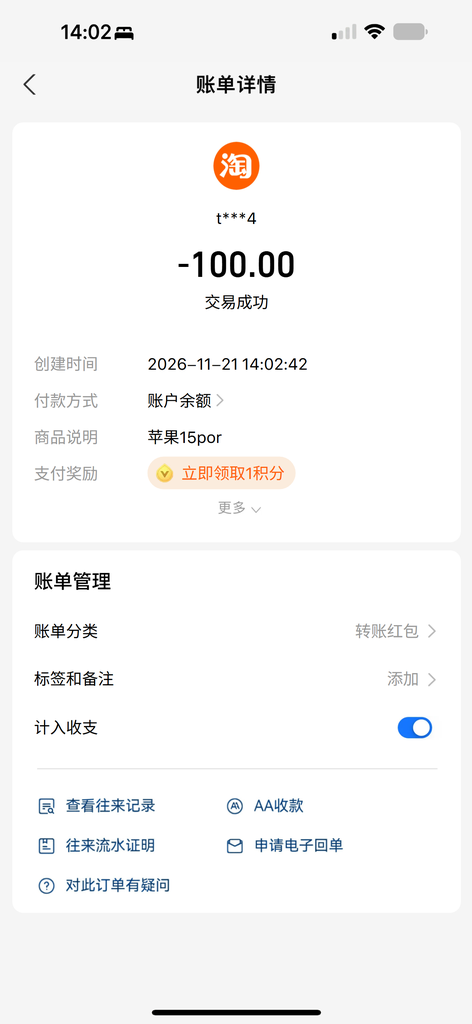 14:02
账单详情
淘
t***4
-100.00
交易成功
创建时间 2026-11-21 14:02:42
付款方式 账户余额
商品说明 苹果15por
支付奖励 立即领取1积分
更多
账单管理
账单分类 转账红包
标签和备注 添加
计入收支
查看往来记录 AA收款
往来流水证明 申请电子回单
对此订单有疑问